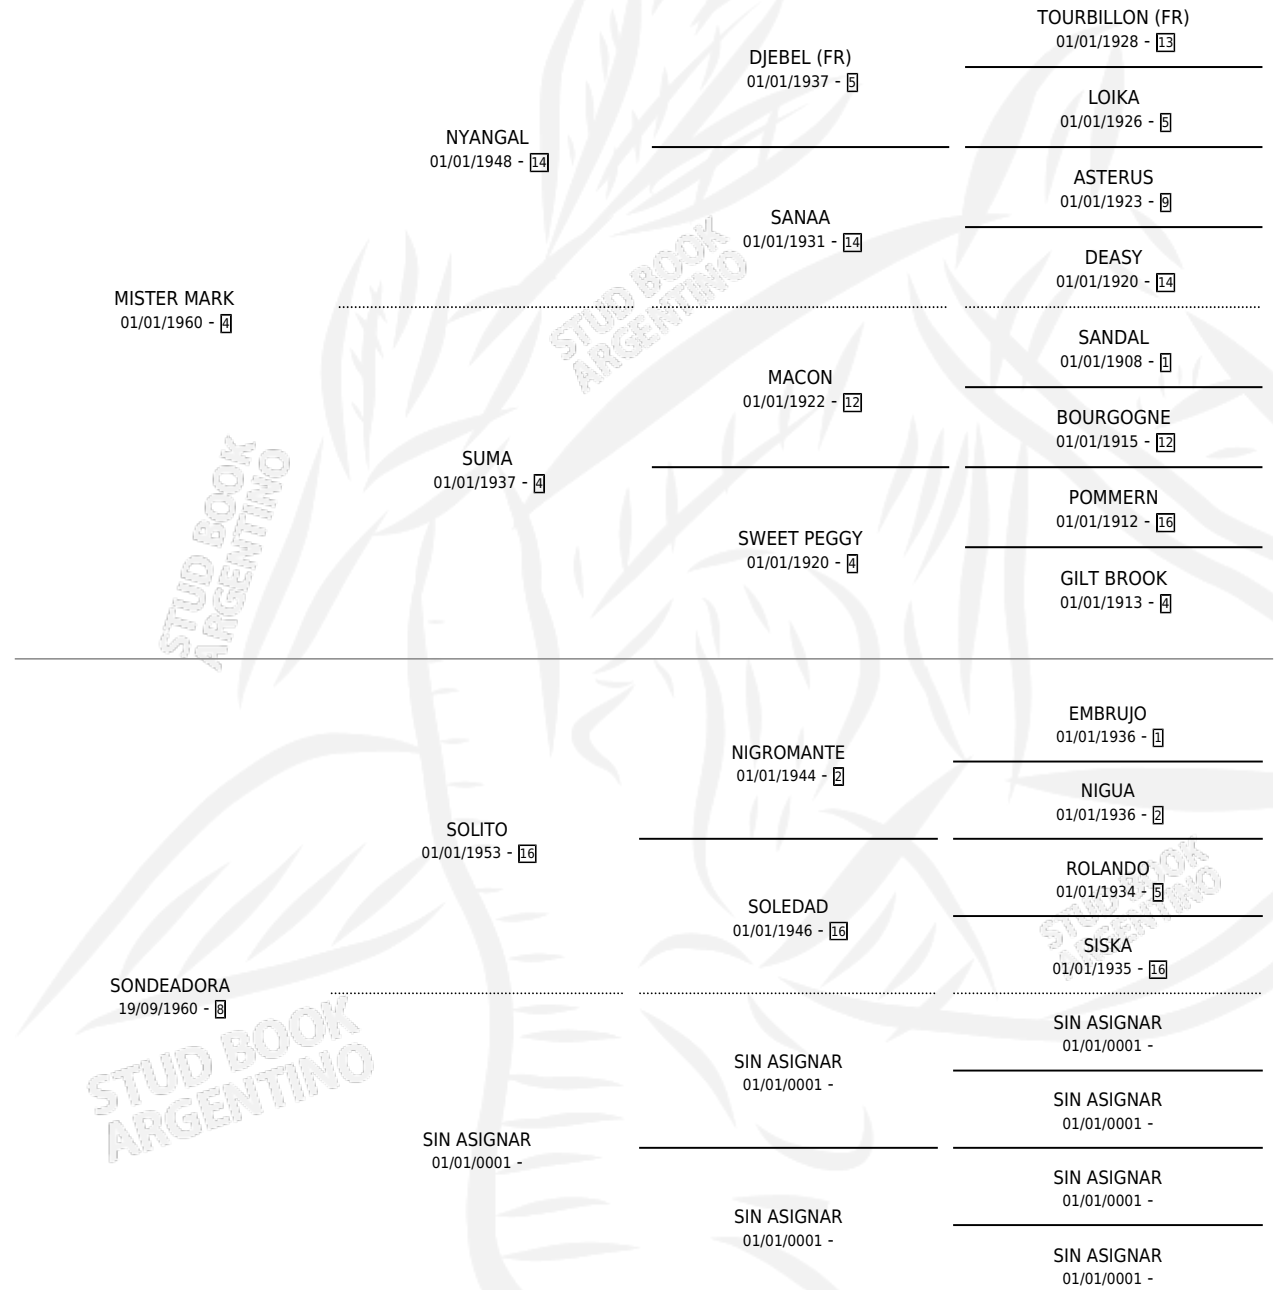 TOURBILLON (FR)
01/01/1928 - 13
DJEBEL (FR)
01/01/1937 - 5
LOIKA
01/01/1926 - 5
NYANGAL
01/01/1948 - 14
ASTERUS
01/01/1923 - 9
SANAA
01/01/1931 - 14
DEASY
01/01/1920 - 14
MISTER MARK
01/01/1960 - 4
SANDAL
01/01/1908 - 1
MACON
01/01/1922 - 12
BOURGOGNE
01/01/1915 - 12
SUMA
01/01/1937 - 4
POMMERN
01/01/1912 - 16
SWEET PEGGY
01/01/1920 - 4
GILT BROOK
01/01/1913 - 4
EMBRUJO
01/01/1936 - 1
NIGROMANTE
01/01/1944 - 2
NIGUA
01/01/1936 - 2
SOLITO
01/01/1953 - 16
ROLANDO
01/01/1934 - 5
SOLEDAD
01/01/1946 - 16
SISKA
01/01/1935 - 16
SONDEADORA
19/09/1960 - 8
SIN ASIGNAR
01/01/0001 -
SIN ASIGNAR
01/01/0001 -
SIN ASIGNAR
01/01/0001 -
SIN ASIGNAR
01/01/0001 -
SIN ASIGNAR
01/01/0001 -
SIN ASIGNAR
01/01/0001 -
SIN ASIGNAR
01/01/0001 -
STUD BOOK
ARGENTINO
STUD BOOK
ARGENTINO
STUD BOOK
ARGENTINO
STUD BOOK
ARGENTINO